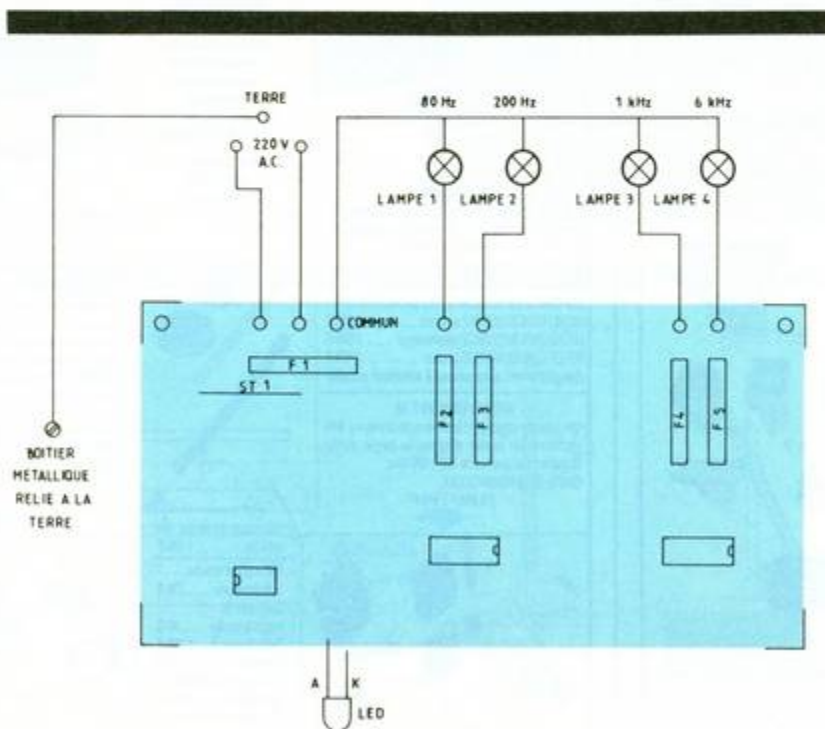 TERRE
80 Hz 200 Hz 1 kHz 6 kHz
220 V
A.C.
LAMPE 1 LAMPE 2 LAMPE 3 LAMPE 4
COMMUN
F 1
ST 1
F 2 F 3 F 4 F 5
BOITIER
METALLIQUE
RELIE A LA
TERRE
A K
LED